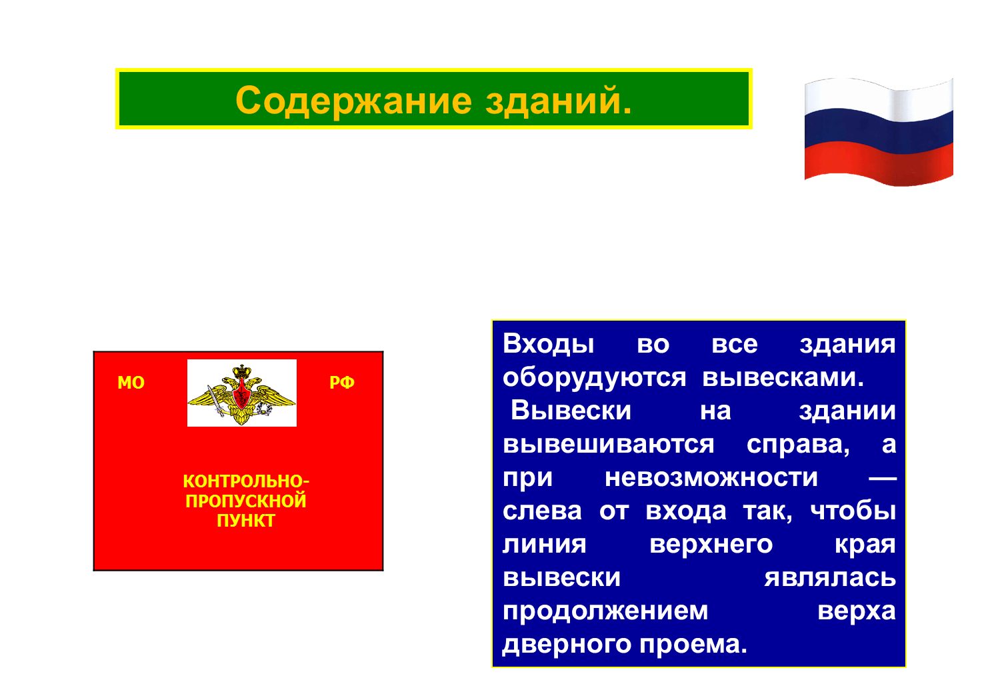 Содержание зданий.
МО РФ
КОНТРОЛЬНО-
ПРОПУСКНОЙ
ПУНКТ
Входы во все здания
оборудуются вывесками.
Вывески на здании
вывешиваются справа, а
при невозможности —
слева от входа так, чтобы
линия верхнего края
вывески являлась
продолжением верха
дверного проема.